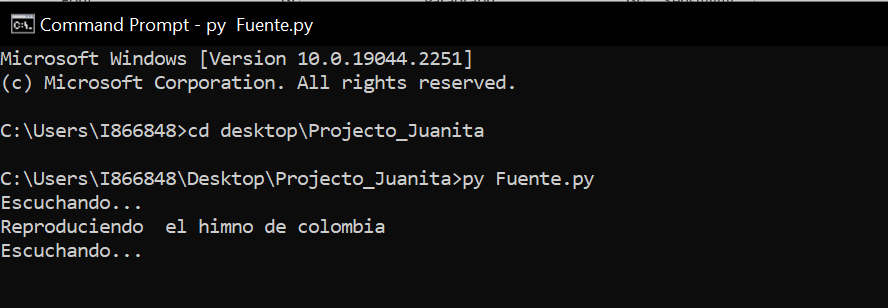 Command Prompt - py  Fuente.py
Microsoft Windows [Version 10.0.19044.2251]
(c) Microsoft Corporation. All rights reserved.
C:\Users\I866848>cd desktop\Projecto_Juanita
C:\Users\I866848\Desktop\Projecto_Juanita>py Fuente.py
Escuchando...
Reproduciendo  el himno de colombia
Escuchando...